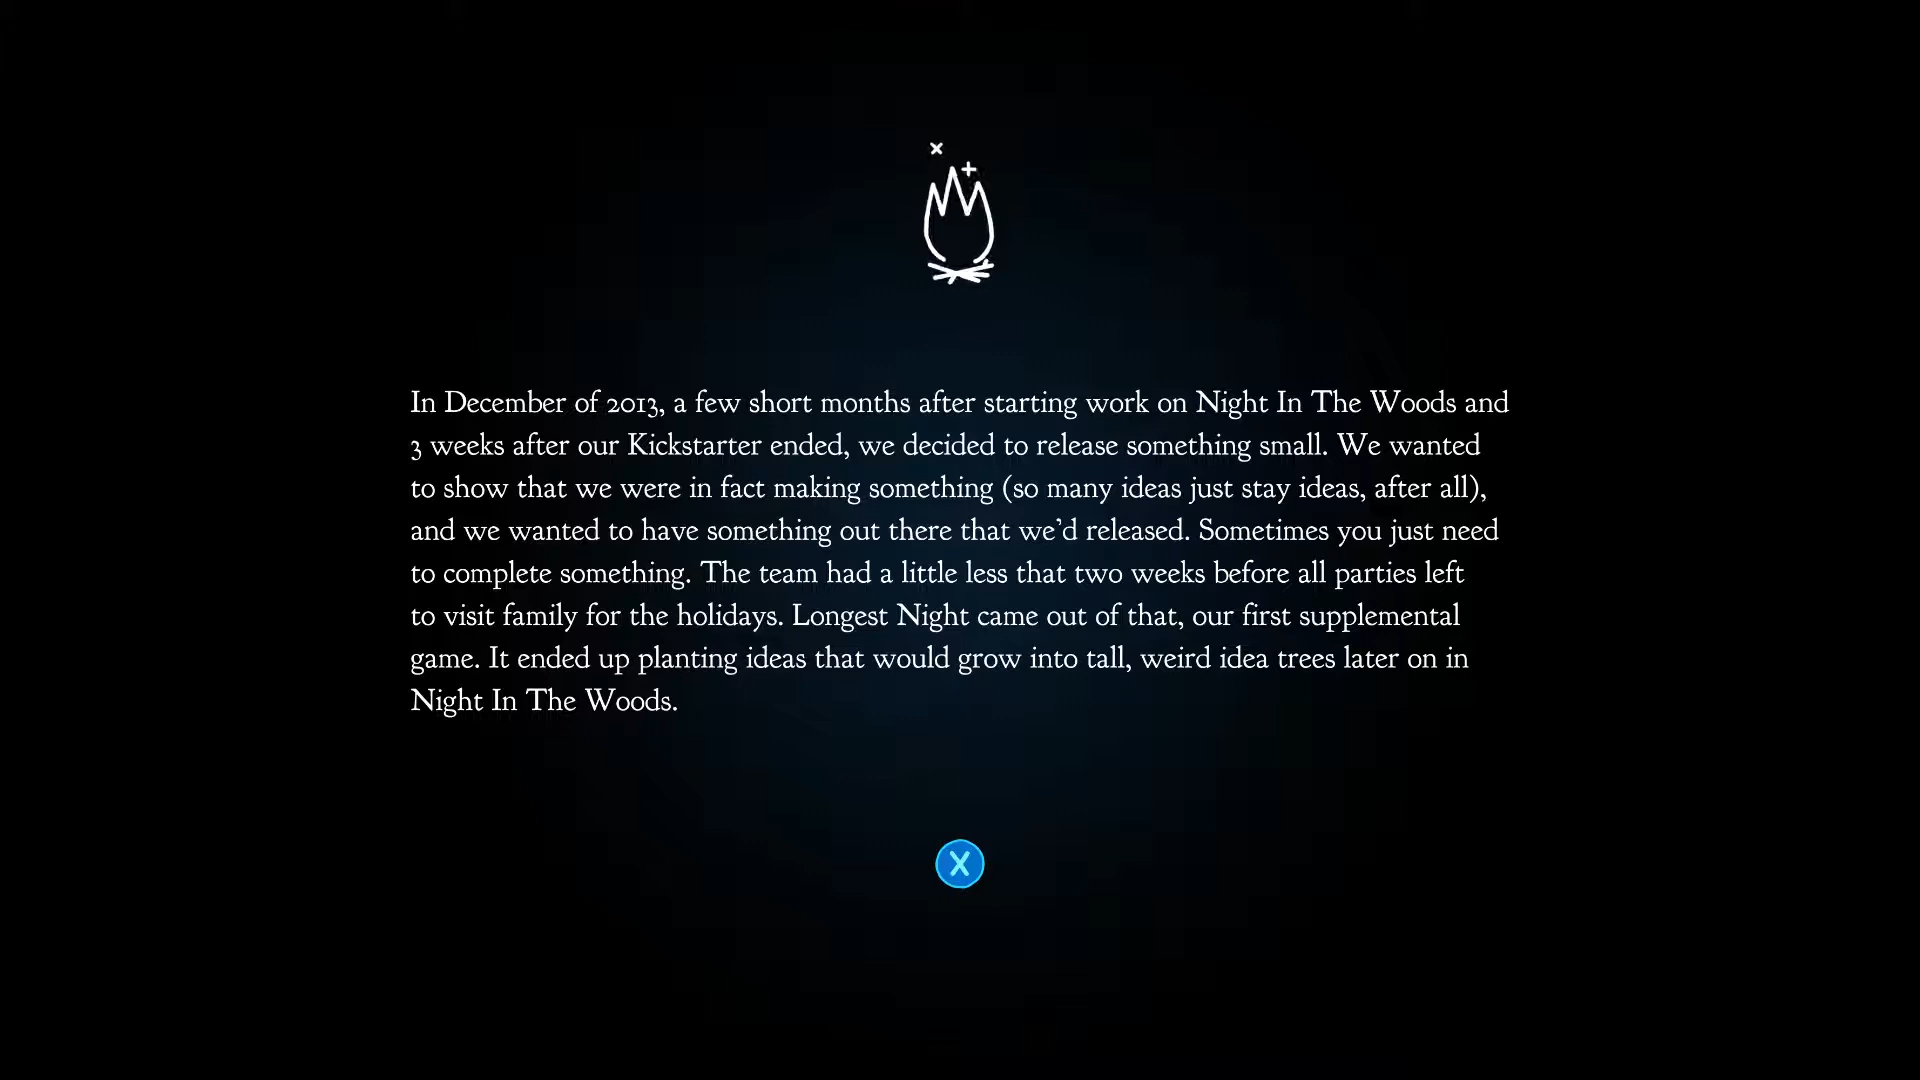 In December of 2013, a few short months after starting work on Night In The Woods and
3 weeks after our Kickstarter ended, we decided to release something small. We wanted
to show that we were in fact making something (so many ideas just stay ideas, after all),
and we wanted to have something out there that we’d released. Sometimes you just need
to complete something. The team had a little less that two weeks before all parties left
to visit family for the holidays. Longest Night came out of that, our first supplemental
game. It ended up planting ideas that would grow into tall, weird idea trees later on in
Night In The Woods.
X